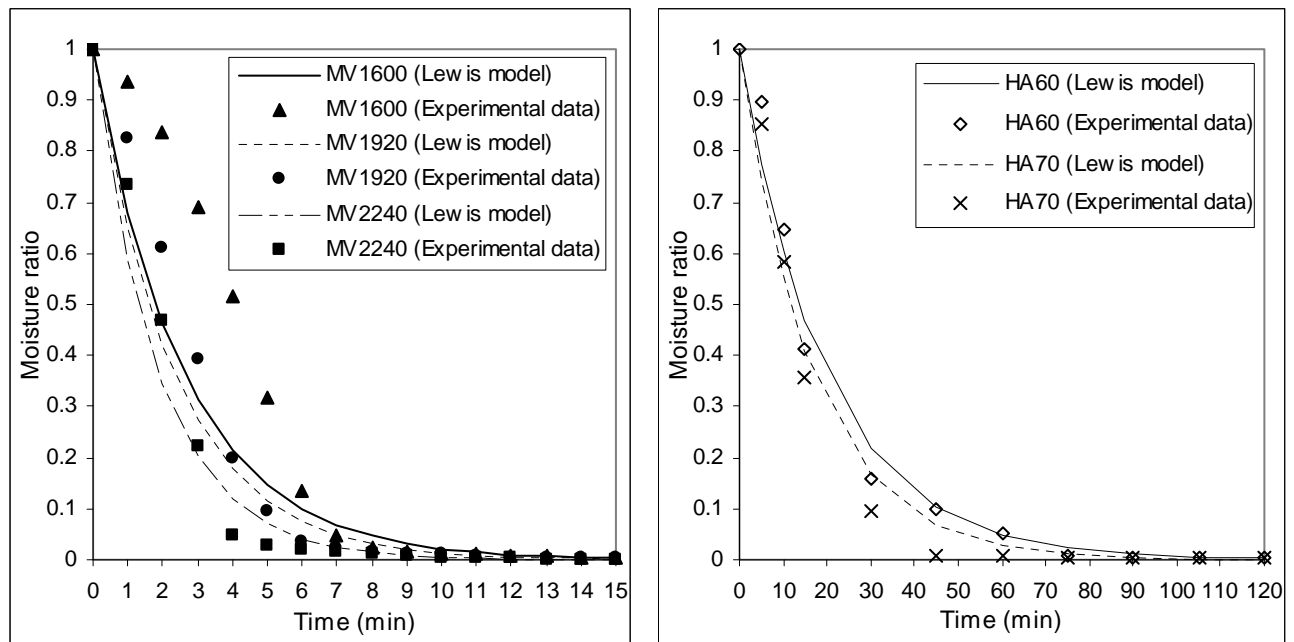 1
0.9
0.8
0.7
0.6
0.5
0.4
0.3
0.2
0.1
0
Moisture ratio
MV1600 (Lew is model)
MV1600 (Experimental data)
MV1920 (Lew is model)
MV1920 (Experimental data)
MV2240 (Lew is model)
MV2240 (Experimental data)
0 1 2 3 4 5 6 7 8 9 10 11 12 13 14 15
Time (min)
1
0.9
0.8
0.7
0.6
0.5
0.4
0.3
0.2
0.1
0
Moisture ratio
HA60 (Lew is model)
HA60 (Experimental data)
HA70 (Lew is model)
HA70 (Experimental data)
0 10 20 30 40 50 60 70 80 90 100 110 120
Time (min)